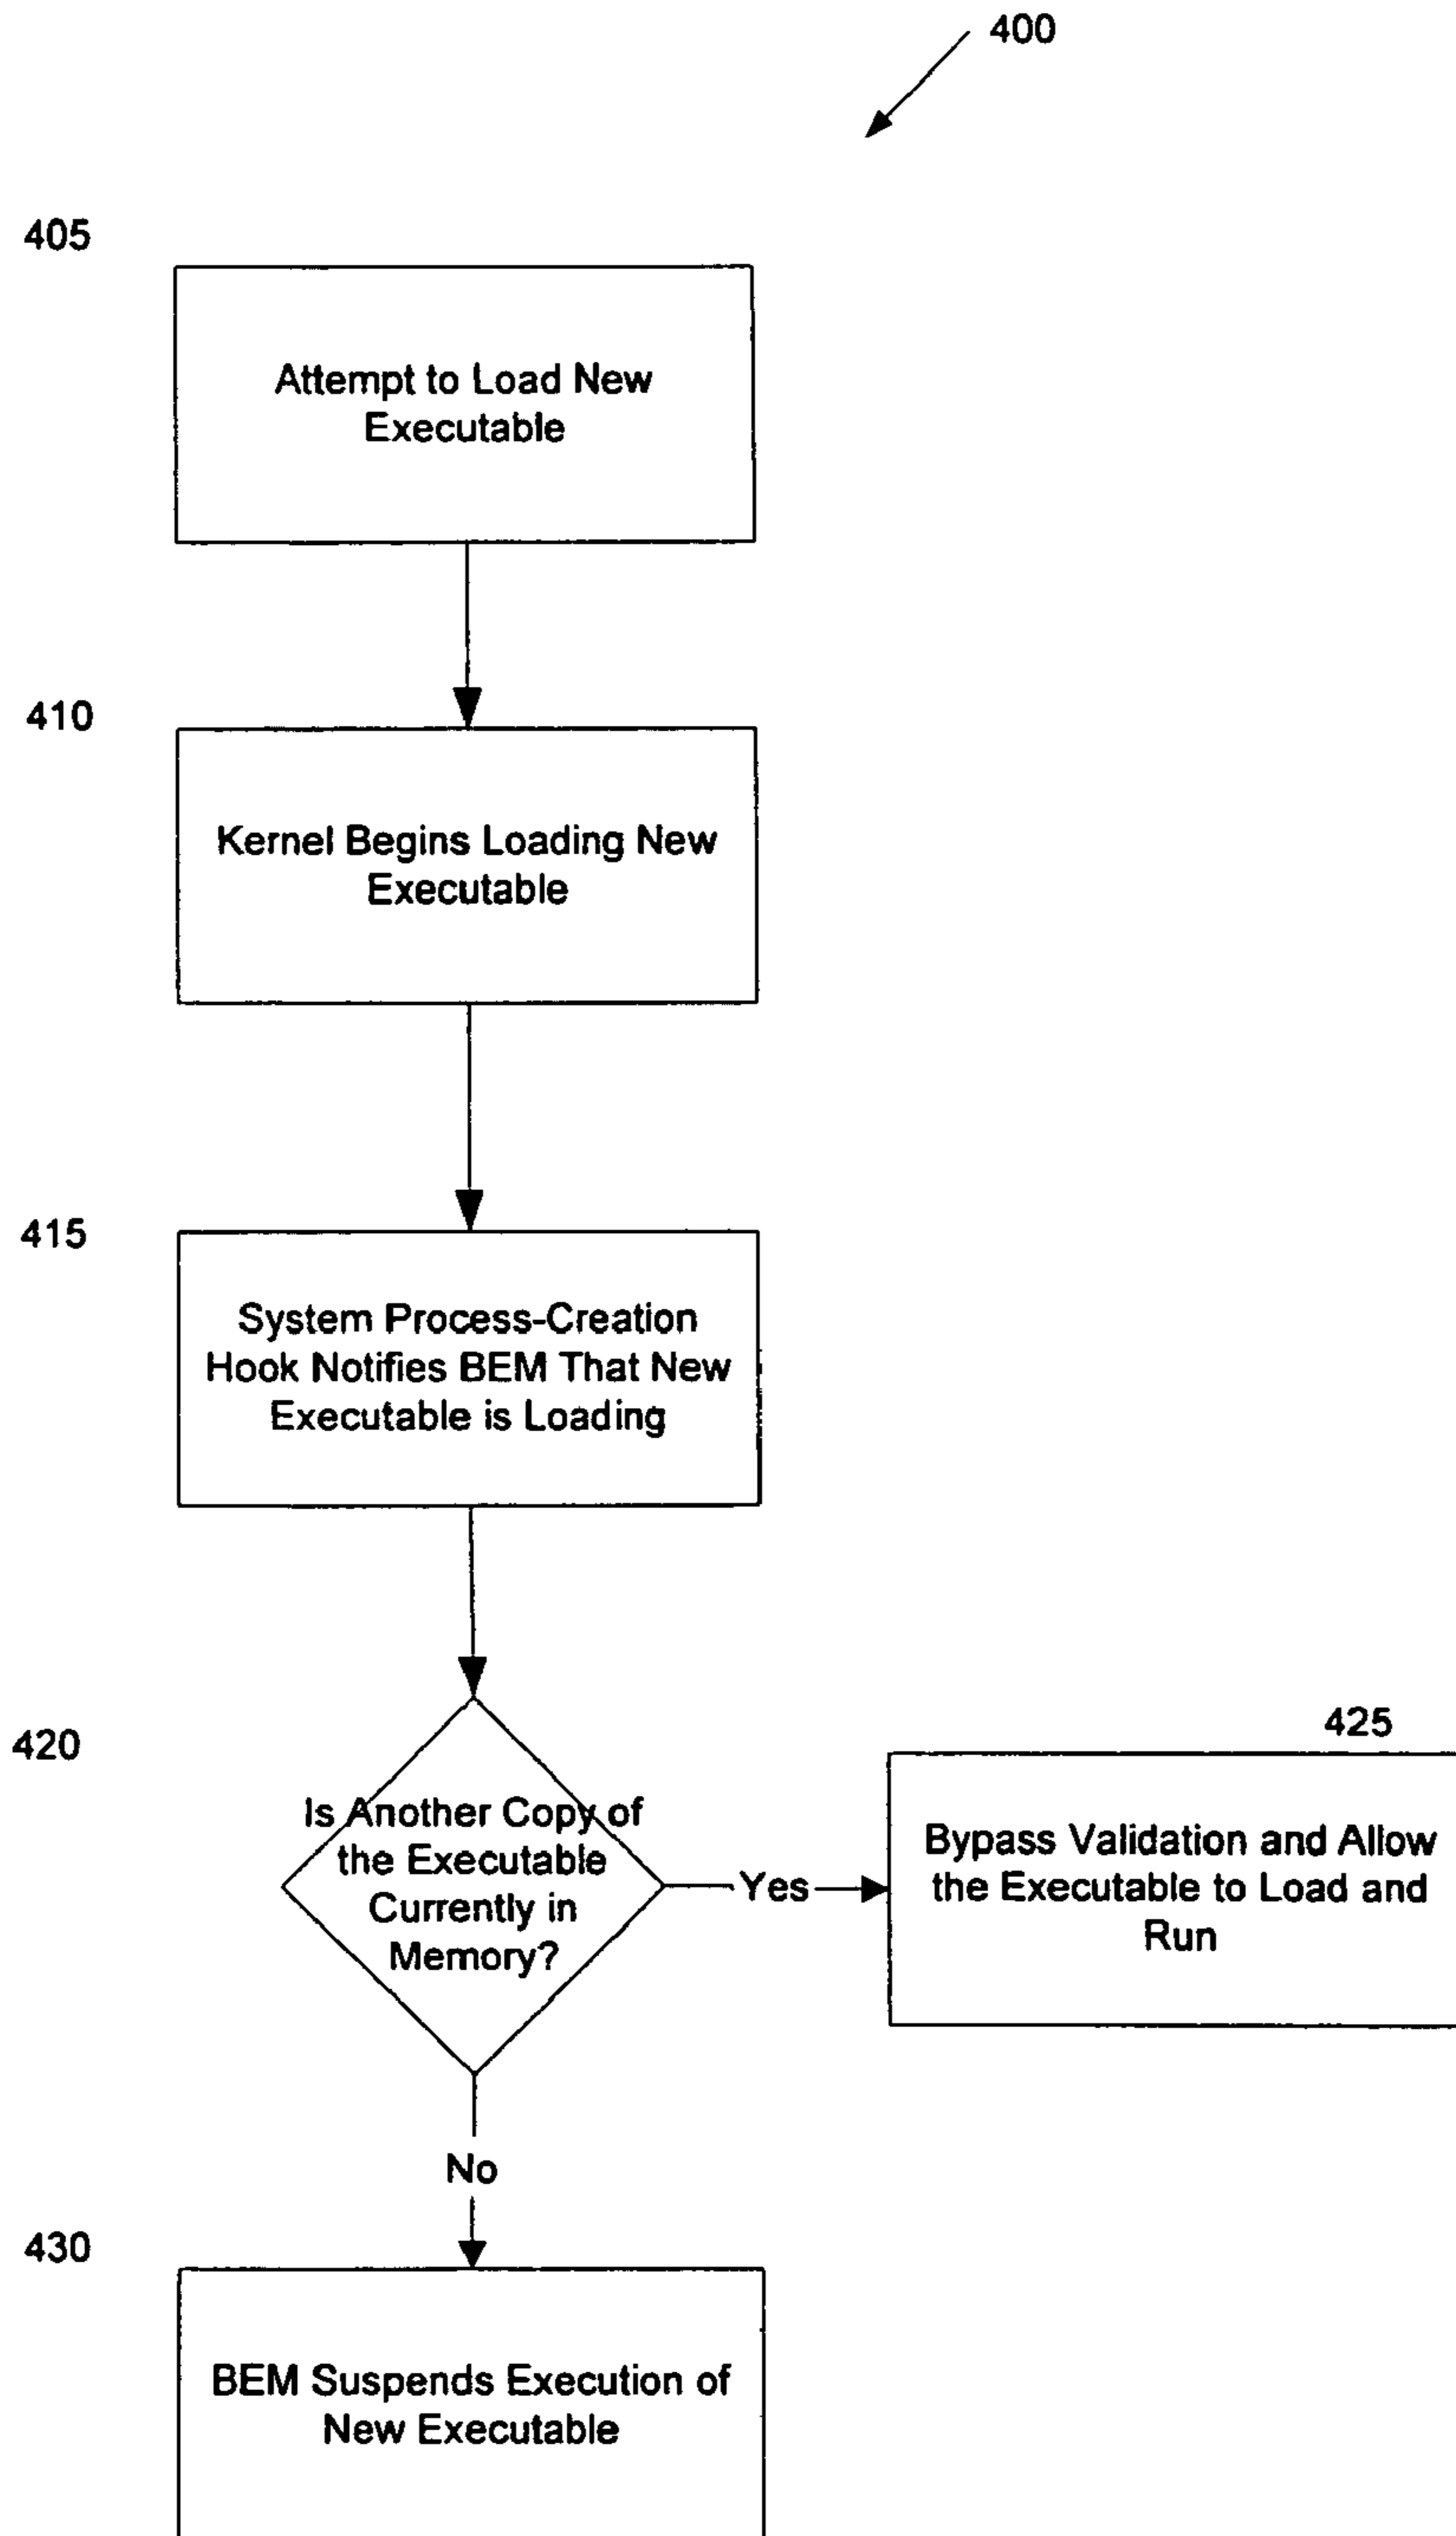 400
405
Attempt to Load New
Executable
410
Kernel Begins Loading New
Executable
415
System Process-Creation
Hook Notifies BEM That New
Executable is Loading
420
Is Another Copy of
the Executable
Currently in
Memory?
Yes
425
Bypass Validation and Allow
the Executable to Load and
Run
No
430
BEM Suspends Execution of
New Executable